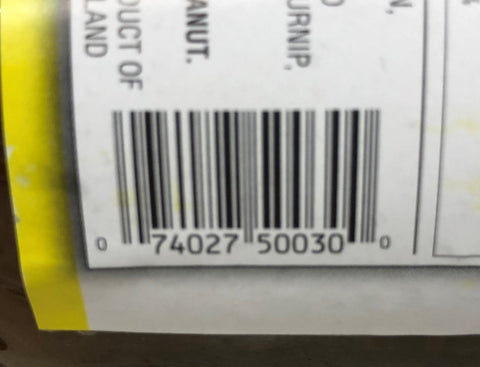 DUCT OF
LAND
ANUT.
URNIP,
0 74027 50030 0